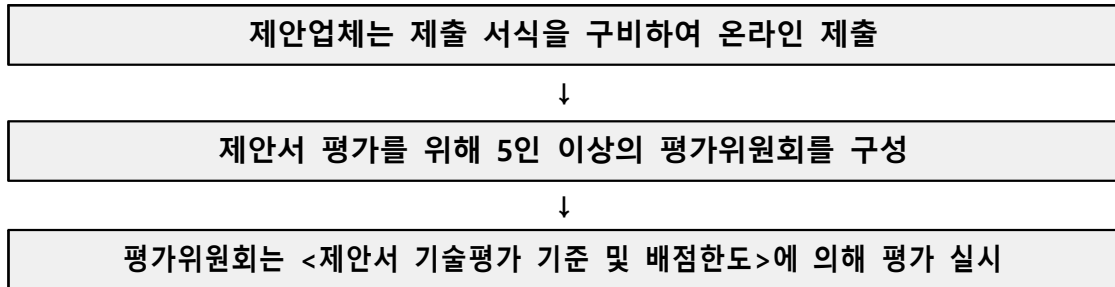 제안업체는 제출 서식을 구비하여 온라인 제출
↓
제안서 평가를 위해 5인 이상의 평가위원회를 구성
↓
평가위원회는 <제안서 기술평가 기준 및 배점한도>에 의해 평가 실시